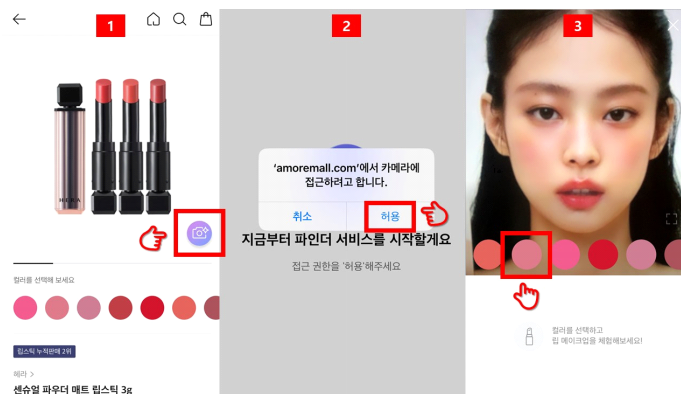 1
HERA
컬러를 선택해 보세요
립스틱 누적판매 2위
헤라 >
센슈얼 파우더 매트 립스틱 3g
2
'amoremall.com'에서 카메라에
접근하려고 합니다.
취소
허용
지금부터 파인더 서비스를 시작할게요
접근 권한을 '허용'해주세요
3
컬러를 선택하고
립 메이크업을 체험해보세요!